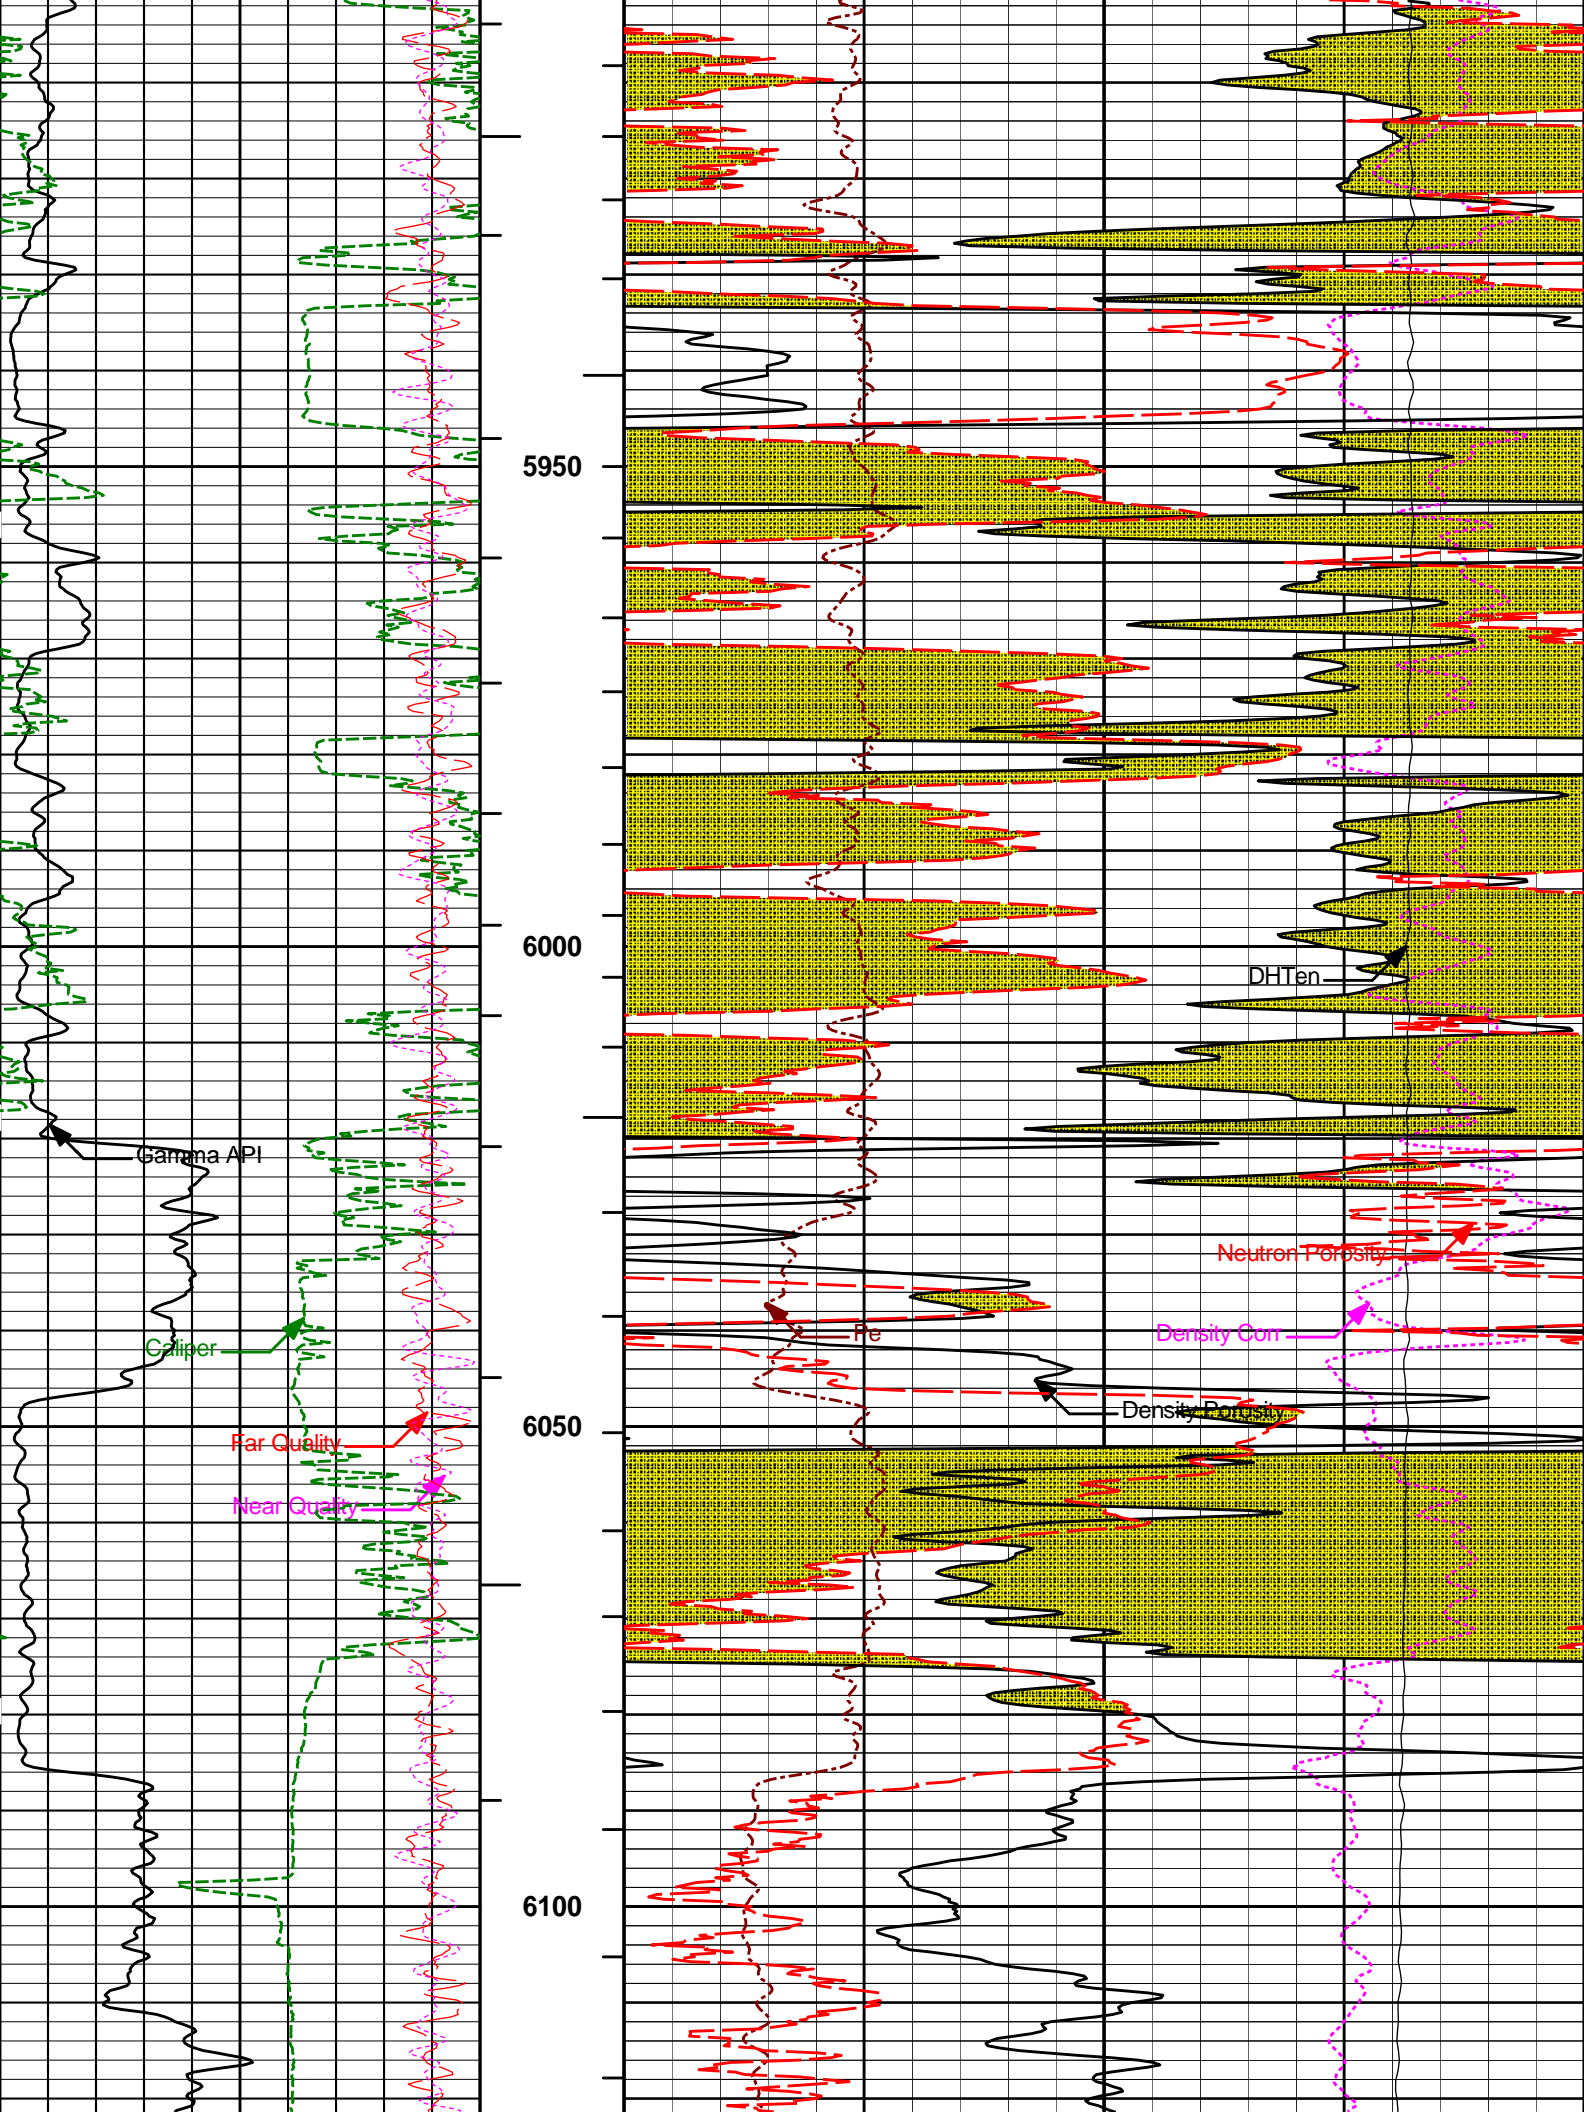 5950
6000
DHTen
Gamma API
Neutron Porosity
Caliper
Pe
Density Corr
Density Porosity
6050
Far Quality
Near Quality
6100